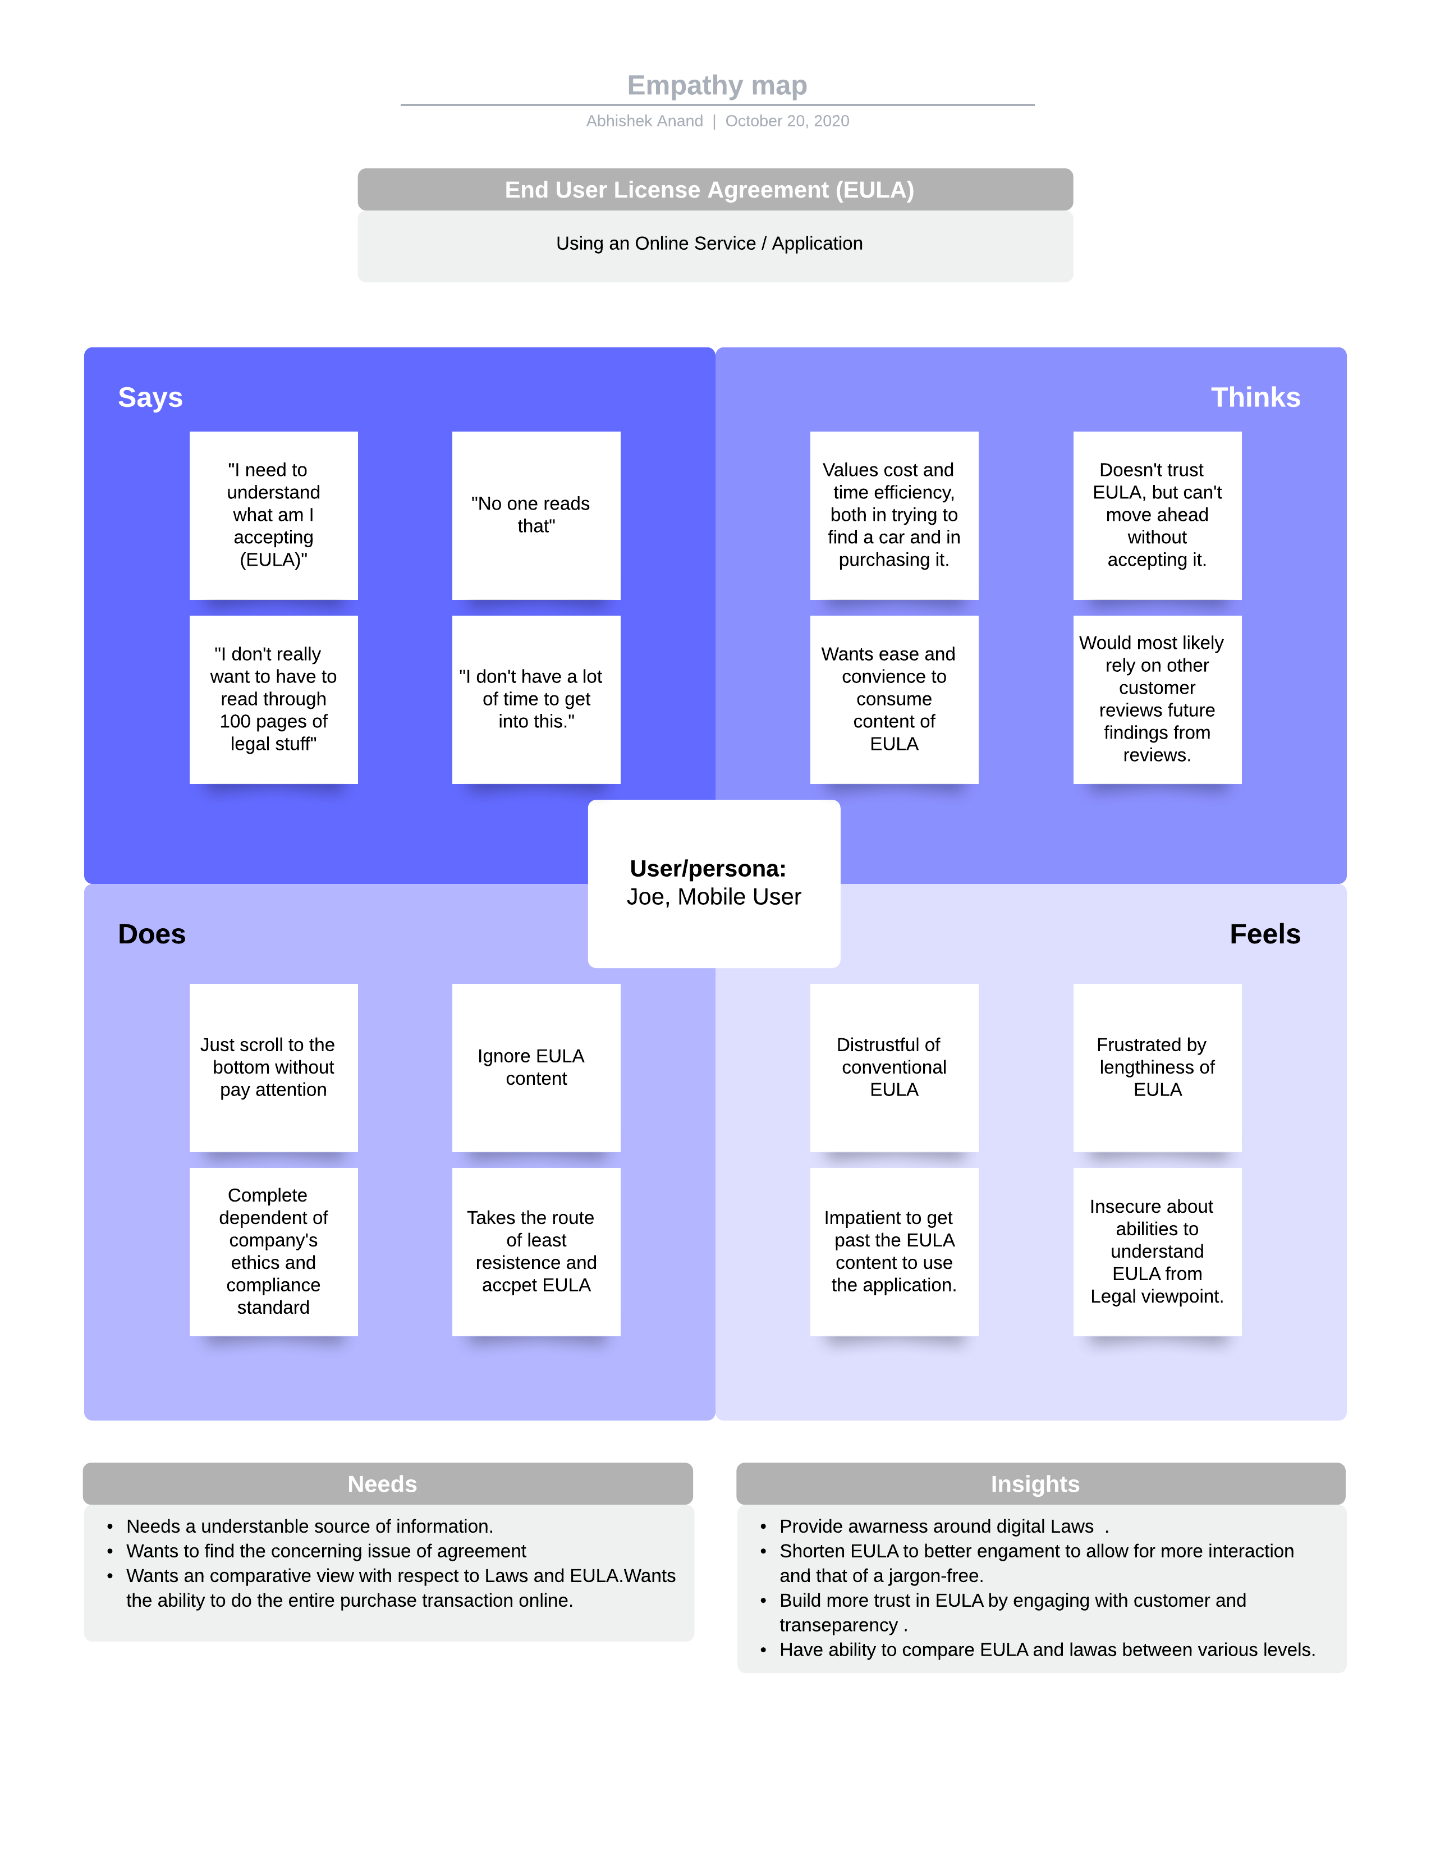 Empathy map
Abhishek Anand | October 20, 2020
End User License Agreement (EULA)
Using an Online Service / Application
Says
"I need to
understand
what am I
accepting
(EULA)"
"No one reads
that"
"I don't really
want to have to
read through
100 pages of
legal stuff"
"I don't have a lot
of time to get
into this."
Thinks
Values cost and
time efficiency,
both in trying to
find a car and in
purchasing it.
Doesn't trust
EULA, but can't
move ahead
without
accepting it.
Wants ease and
convience to
consume
content of
EULA
Would most likely
rely on other
customer
reviews future
findings from
reviews.
User/persona:
Joe, Mobile User
Does
Just scroll to the
bottom without
pay attention
Ignore EULA
content
Complete
dependent of
company's
ethics and
compliance
standard
Takes the route
of least
resistence and
accpet EULA
Feels
Distrustful of
conventional
EULA
Frustrated by
lengthiness of
EULA
Impatient to get
past the EULA
content to use
the application.
Insecure about
abilities to
understand
EULA from
Legal viewpoint.
Needs
• Needs a understanble source of information.
• Wants to find the concerning issue of agreement
• Wants an comparative view with respect to Laws and EULA.Wants
the ability to do the entire purchase transaction online.
Insights
• Provide awarness around digital Laws .
• Shorten EULA to better engament to allow for more interaction
and that of a jargon-free.
• Build more trust in EULA by engaging with customer and
transeparency .
• Have ability to compare EULA and lawas between various levels.